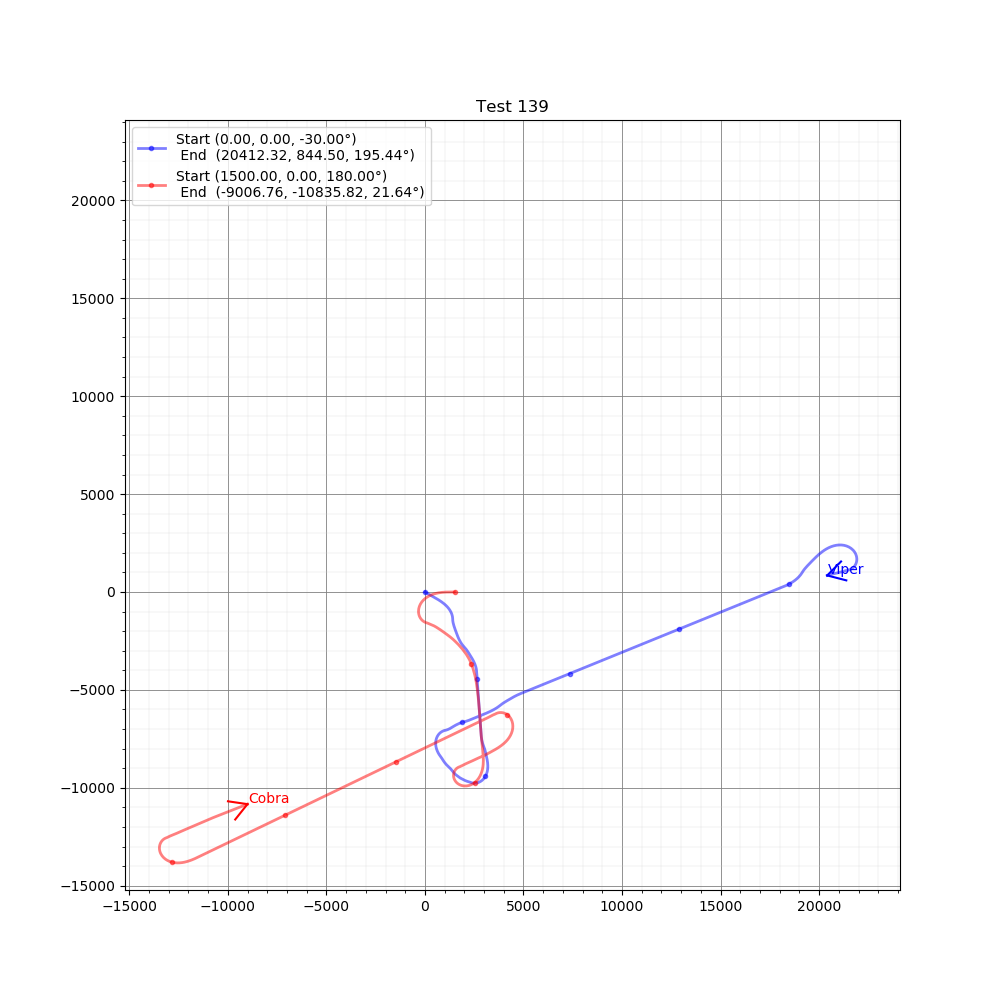 Test 139
Start (0.00, 0.00, -30.00°)
End (20412.32, 844.50, 195.44°)
Start (1500.00, 0.00, 180.00°)
End (-9006.76, -10835.82, 21.64°)
20000
15000
10000
5000
0
−5000
−10000
−15000
Viper
Cobra
−15000 −10000 −5000 0 5000 10000 15000 20000